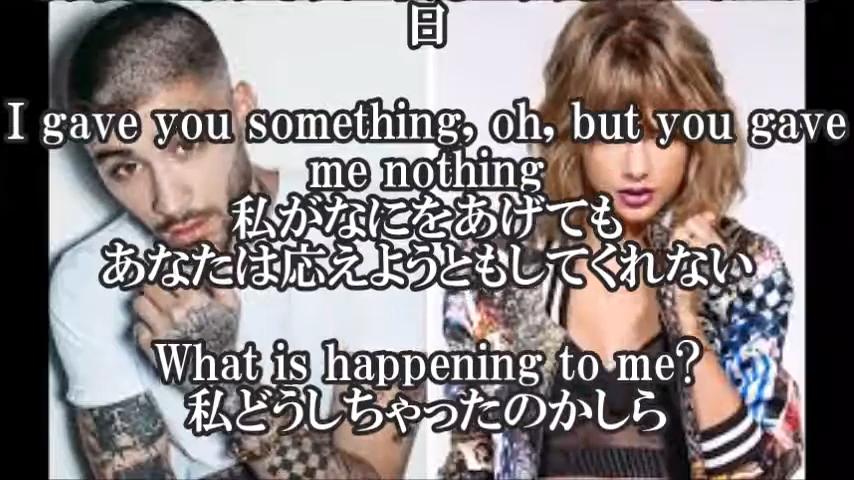 日
I gave you something, oh, but you gave
me nothing
私がなにをあげても
あなたは応えようともしてくれない
What is happening to me?
私どうしちゃったのかしら